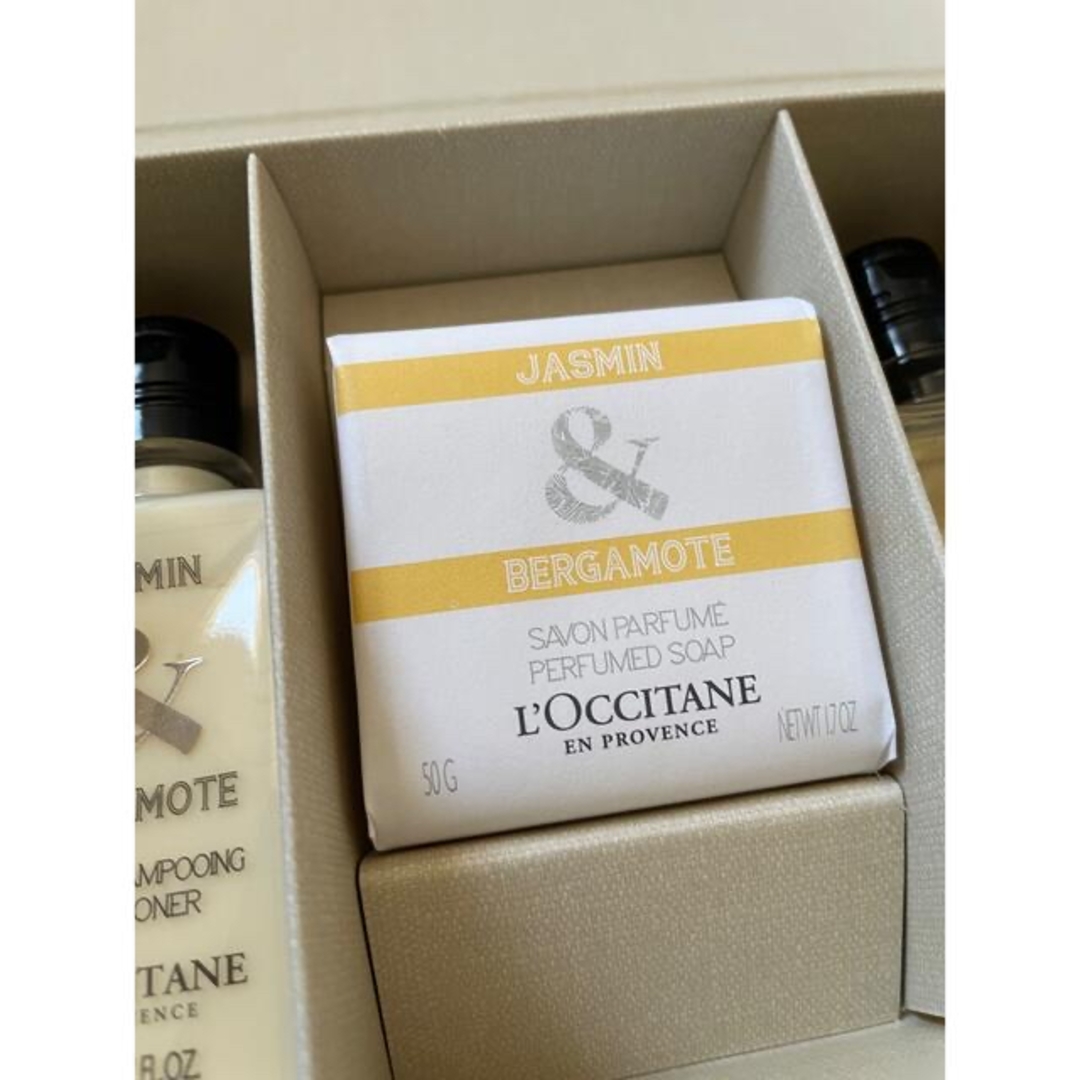 JASMIN
&
BERGAMOTE
SAVON PARFUMÉ
PERFUMED SOAP
L'OCCITANE
EN PROVENCE
50 G
NET WT 1.7 OZ
MIN
&
MOTE
MPOOING
ONER
TANE
ENCE
FL.OZ